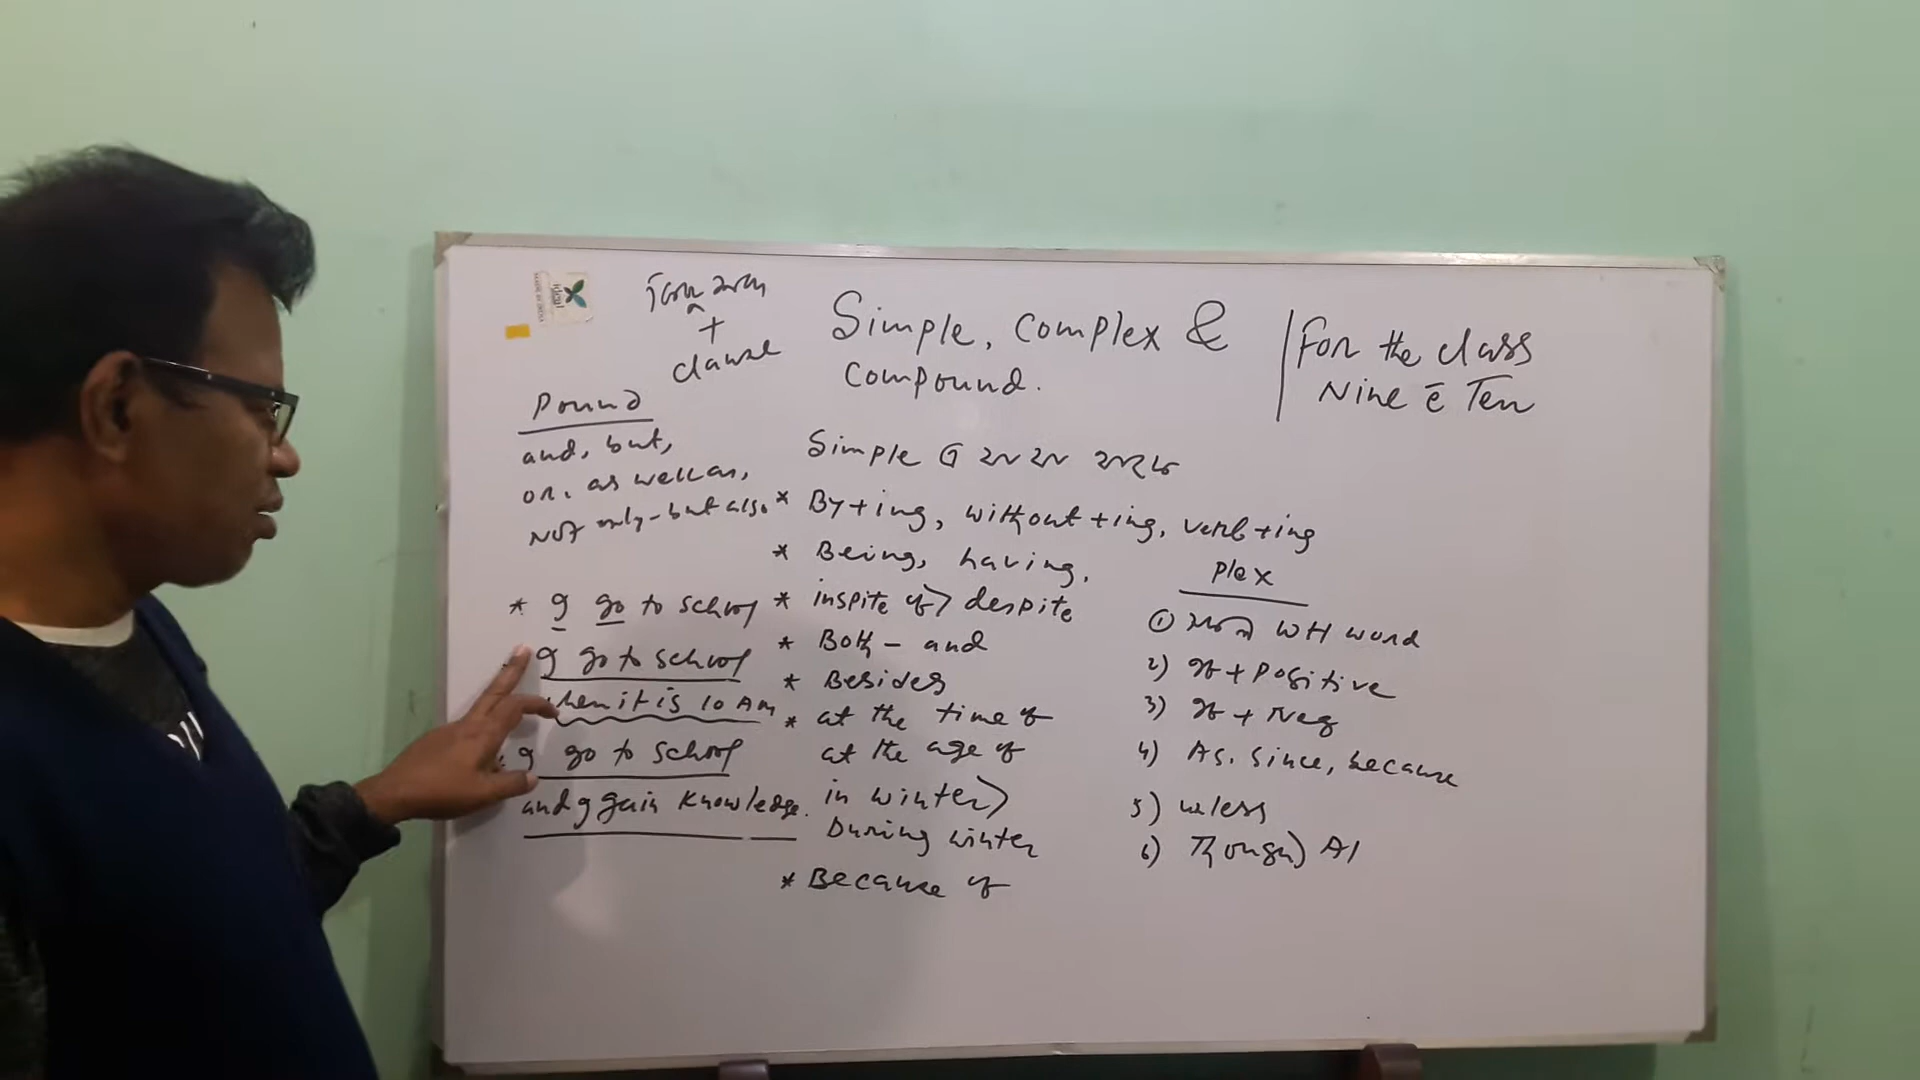 +
clause
Simple, Complex &
Compound.
For the class
Nine ē Ten
Pound
and, but,
or, as well as,
Not only-but also
* I go to school
I go to school
when it is 10 Am
I go to school
and I gain knowledge.
Simple
* By+ing, without+ing, verb+ing
* Being, having,
* inspite of) despite
* Both - and
* Besides
* at the time of
at the age of
in winter)
During winter
* Because of
Plex
① WH word
2) If + Positive
3) If + Neg
4) As, Since, because
5) unless
6) Though) Al
ideal